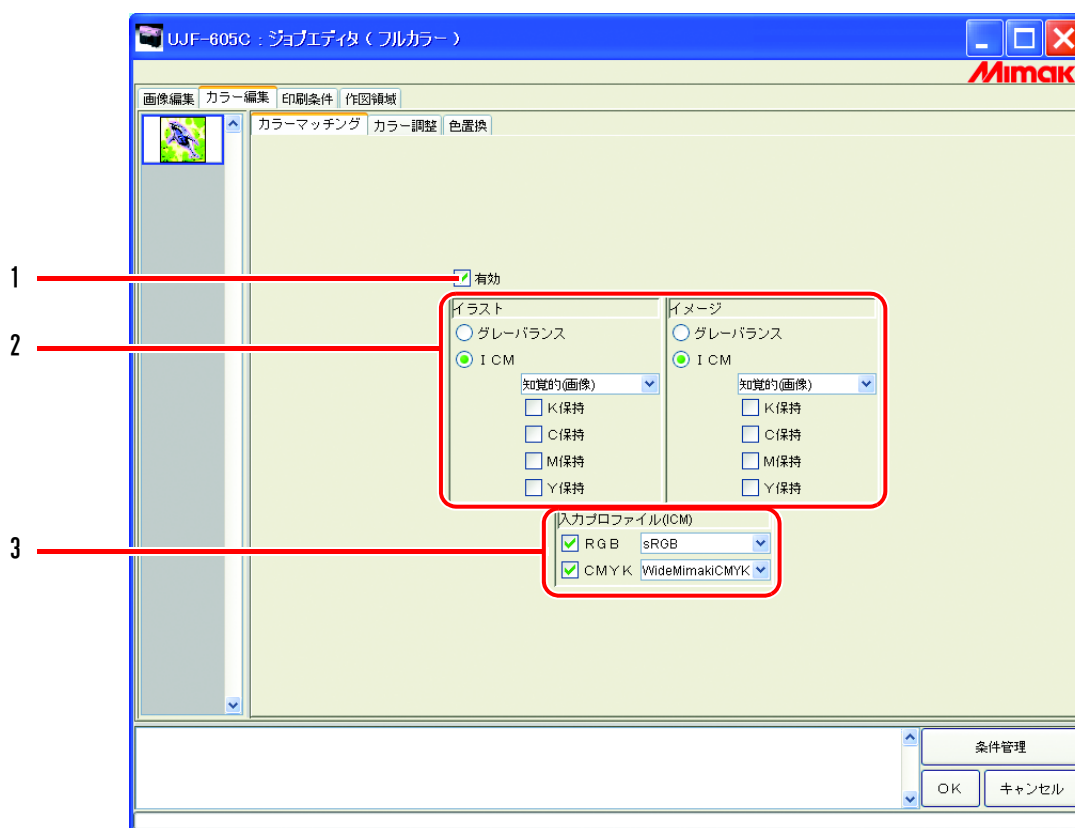 UJF-605C : ジョブエディタ ( フルカラー )
Mimaki
画像編集 カラー編集 印刷条件 作図領域
カラーマッチング カラー調整 色置換
1
有効
2
イラスト イメージ
グレーバランス グレーバランス
ICM ICM
知覚的(画像) 知覚的(画像)
K保持 K保持
C保持 C保持
M保持 M保持
Y保持 Y保持
3
入力プロファイル(ICM)
RGB sRGB
CMYK WideMimakiCMYK
条件管理
OK キャンセル